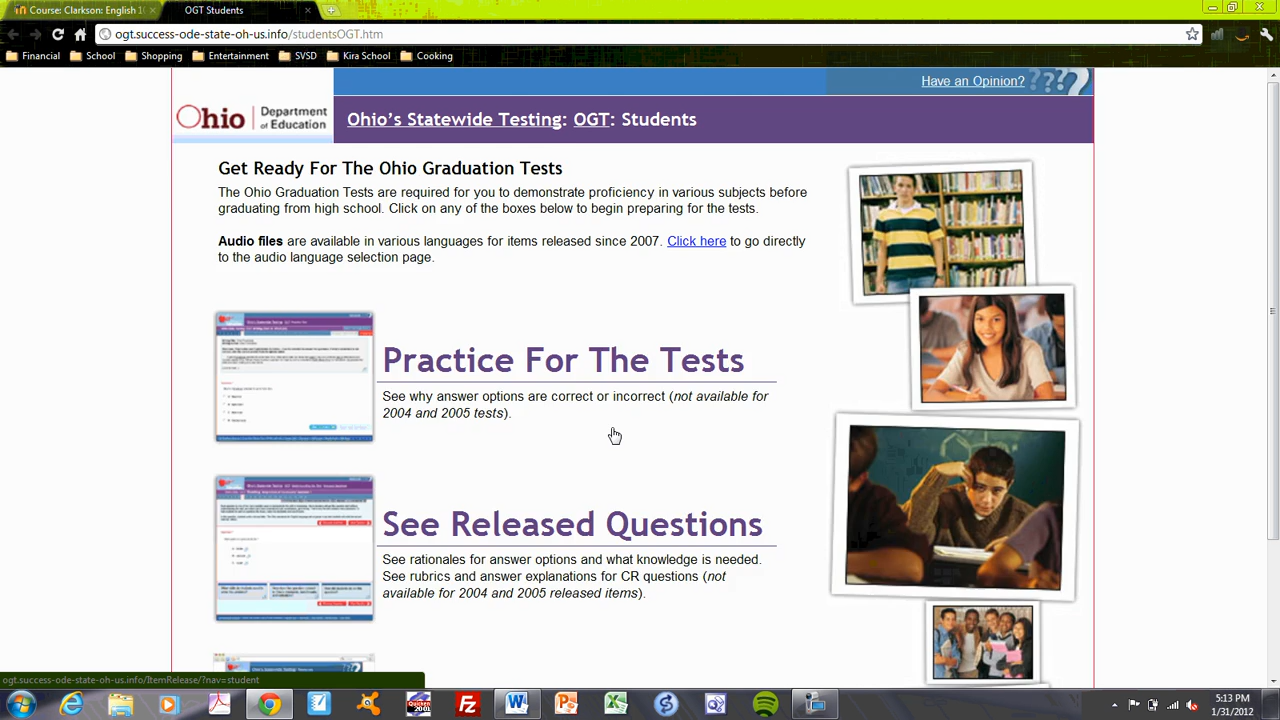 Course: Clarkson: English 1
OGT Students
ogt.success-ode-state-oh-us.info/studentsOGT.htm
Financial School Shopping Entertainment SVSD Kira School Cooking
Have an Opinion?
Ohio Department of Education
Ohio's Statewide Testing: OGT: Students
Get Ready For The Ohio Graduation Tests
The Ohio Graduation Tests are required for you to demonstrate proficiency in various subjects before
graduating from high school. Click on any of the boxes below to begin preparing for the tests.
Audio files are available in various languages for items released since 2007. Click here to go directly
to the audio language selection page.
Practice For The Tests
See why answer options are correct or incorrect (not available for
2004 and 2005 tests).
See Released Questions
See rationales for answer options and what knowledge is needed.
See rubrics and answer explanations for CR questions (not
available for 2004 and 2005 released items).
ogt.success-ode-state-oh-us.info/ItemRelease/?nav=student
5:13 PM
1/31/2012